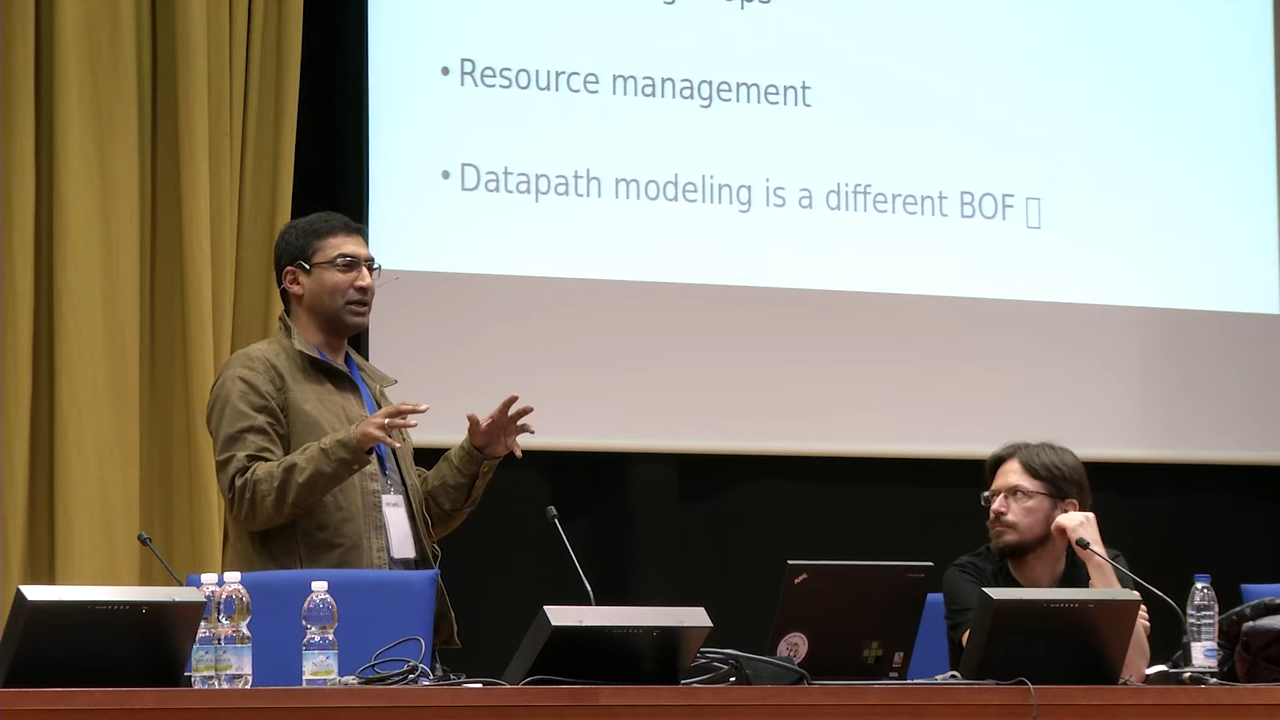 • Resource management
• Datapath modeling is a different BOF